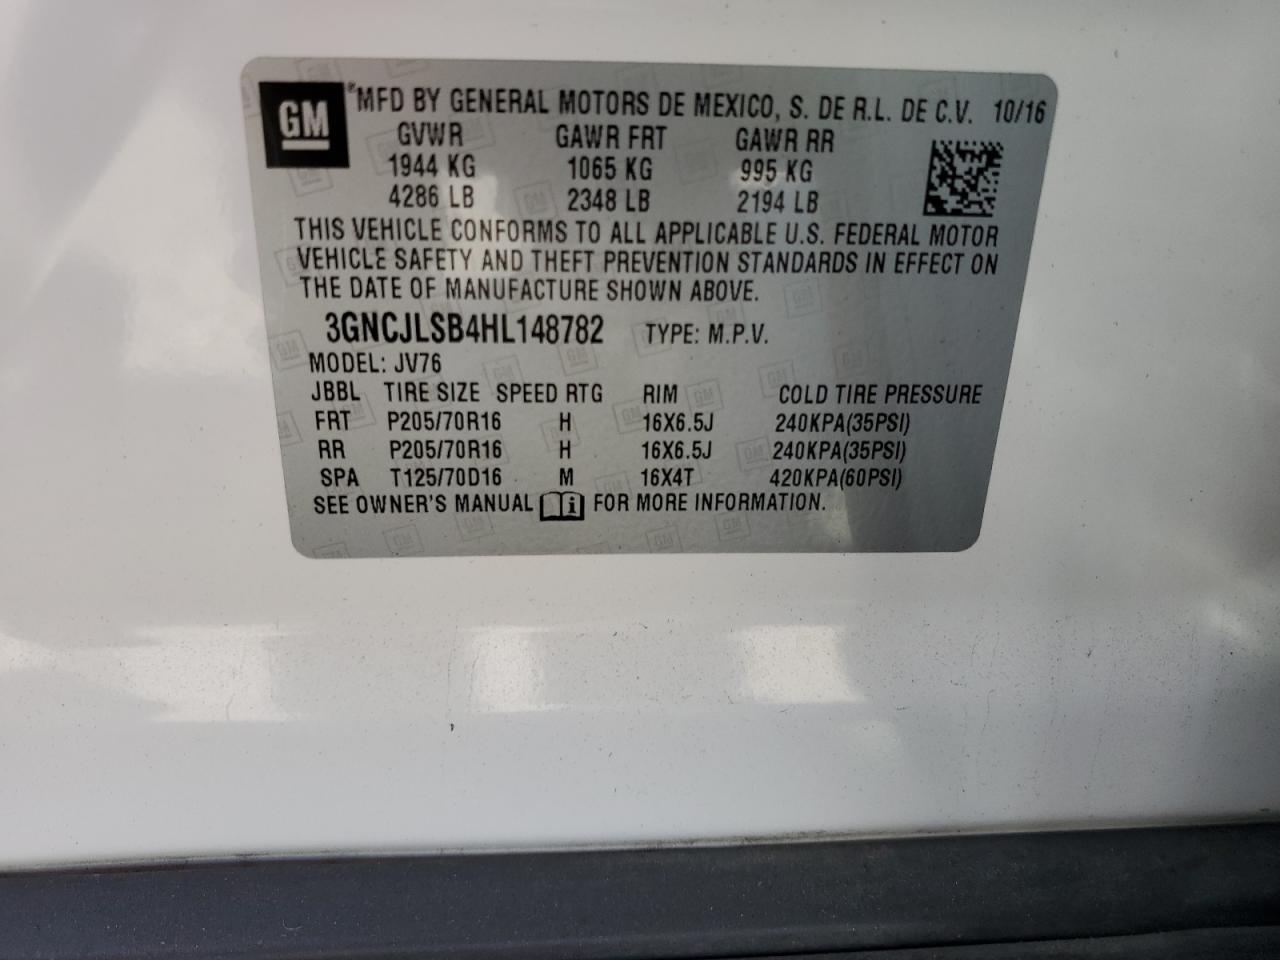 GM ®MFD BY GENERAL MOTORS DE MEXICO, S. DE R.L. DE C.V. 10/16
GVWR GAWR FRT GAWR RR
1944 KG 1065 KG 995 KG
4286 LB 2348 LB 2194 LB
THIS VEHICLE CONFORMS TO ALL APPLICABLE U.S. FEDERAL MOTOR
VEHICLE SAFETY AND THEFT PREVENTION STANDARDS IN EFFECT ON
THE DATE OF MANUFACTURE SHOWN ABOVE.
3GNCJLSB4HL148782 TYPE: M.P.V.
MODEL: JV76
JBBL TIRE SIZE SPEED RTG RIM COLD TIRE PRESSURE
FRT P205/70R16 H 16X6.5J 240KPA(35PSI)
RR P205/70R16 H 16X6.5J 240KPA(35PSI)
SPA T125/70D16 M 16X4T 420KPA(60PSI)
SEE OWNER'S MANUAL i FOR MORE INFORMATION.